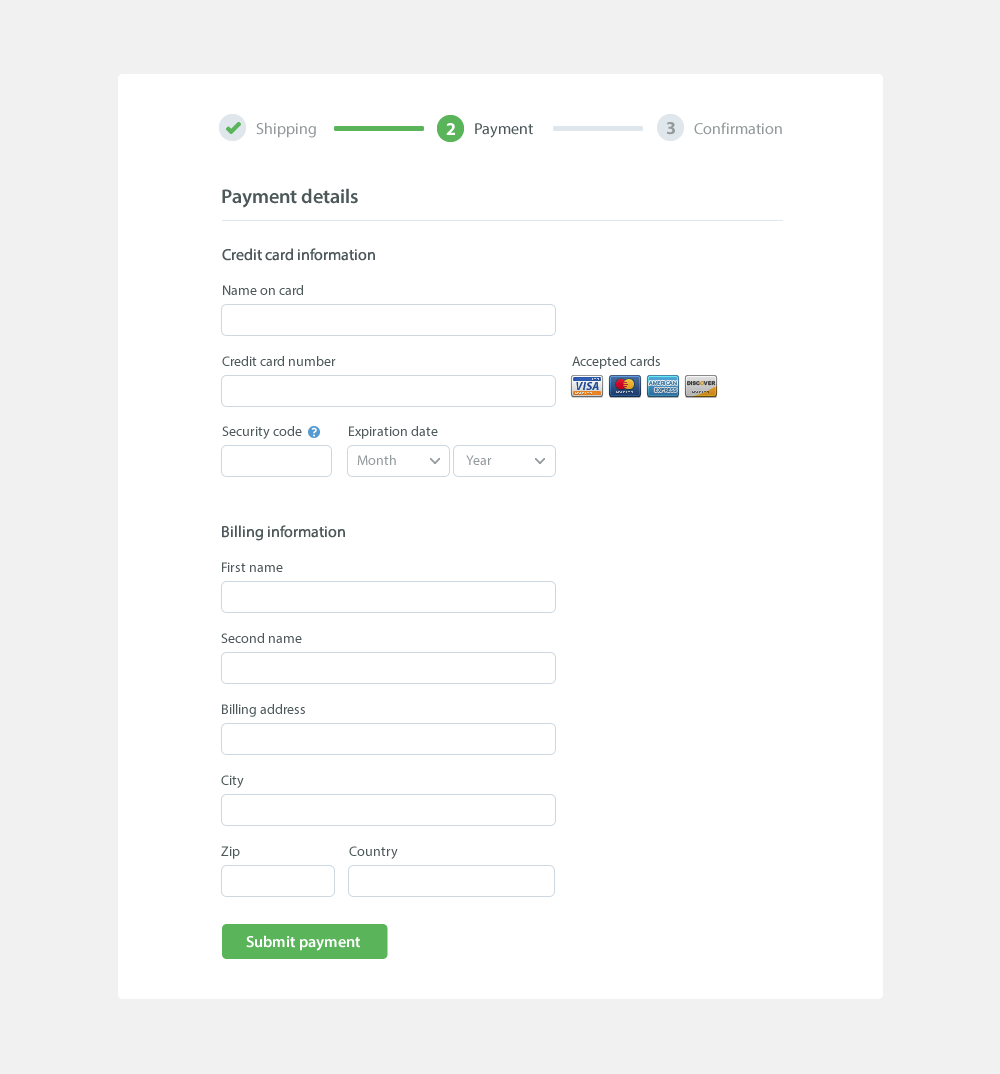 Shipping 2 Payment 3 Confirmation
Payment details
Credit card information
Name on card
Credit card number Accepted cards
VISA AMERICAN EXPRESS DISCOVER
Security code ? Expiration date
Month Year
Billing information
First name
Second name
Billing address
City
Zip Country
Submit payment